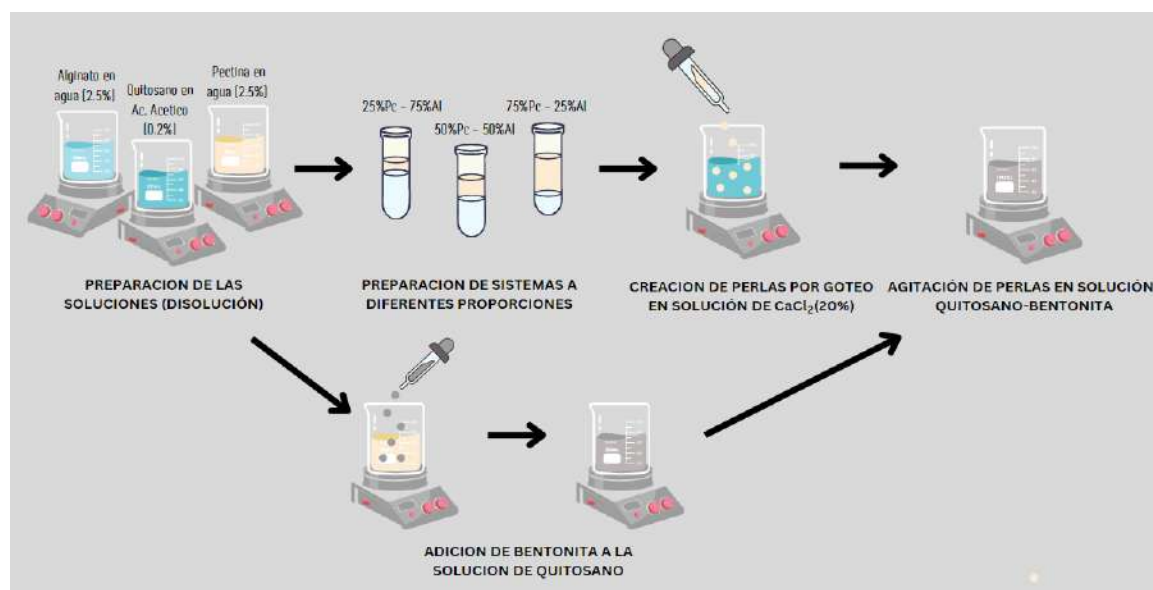 Alginato en
agua [2.5%]
Quitosano en
Ac. Acetico
[0.2%]
Pectina en
agua [2.5%]
25%Pc - 75%Al
50%Pc - 50%Al
75%Pc - 25%Al
PREPARACION DE LAS
SOLUCIONES (DISOLUCIÓN)
PREPARACION DE SISTEMAS A
DIFERENTES PROPORCIONES
CREACION DE PERLAS POR GOTEO
EN SOLUCIÓN DE CaCl₂(20%)
AGITACIÓN DE PERLAS EN SOLUCIÓN
QUITOSANO-BENTONITA
ADICION DE BENTONITA A LA
SOLUCION DE QUITOSANO